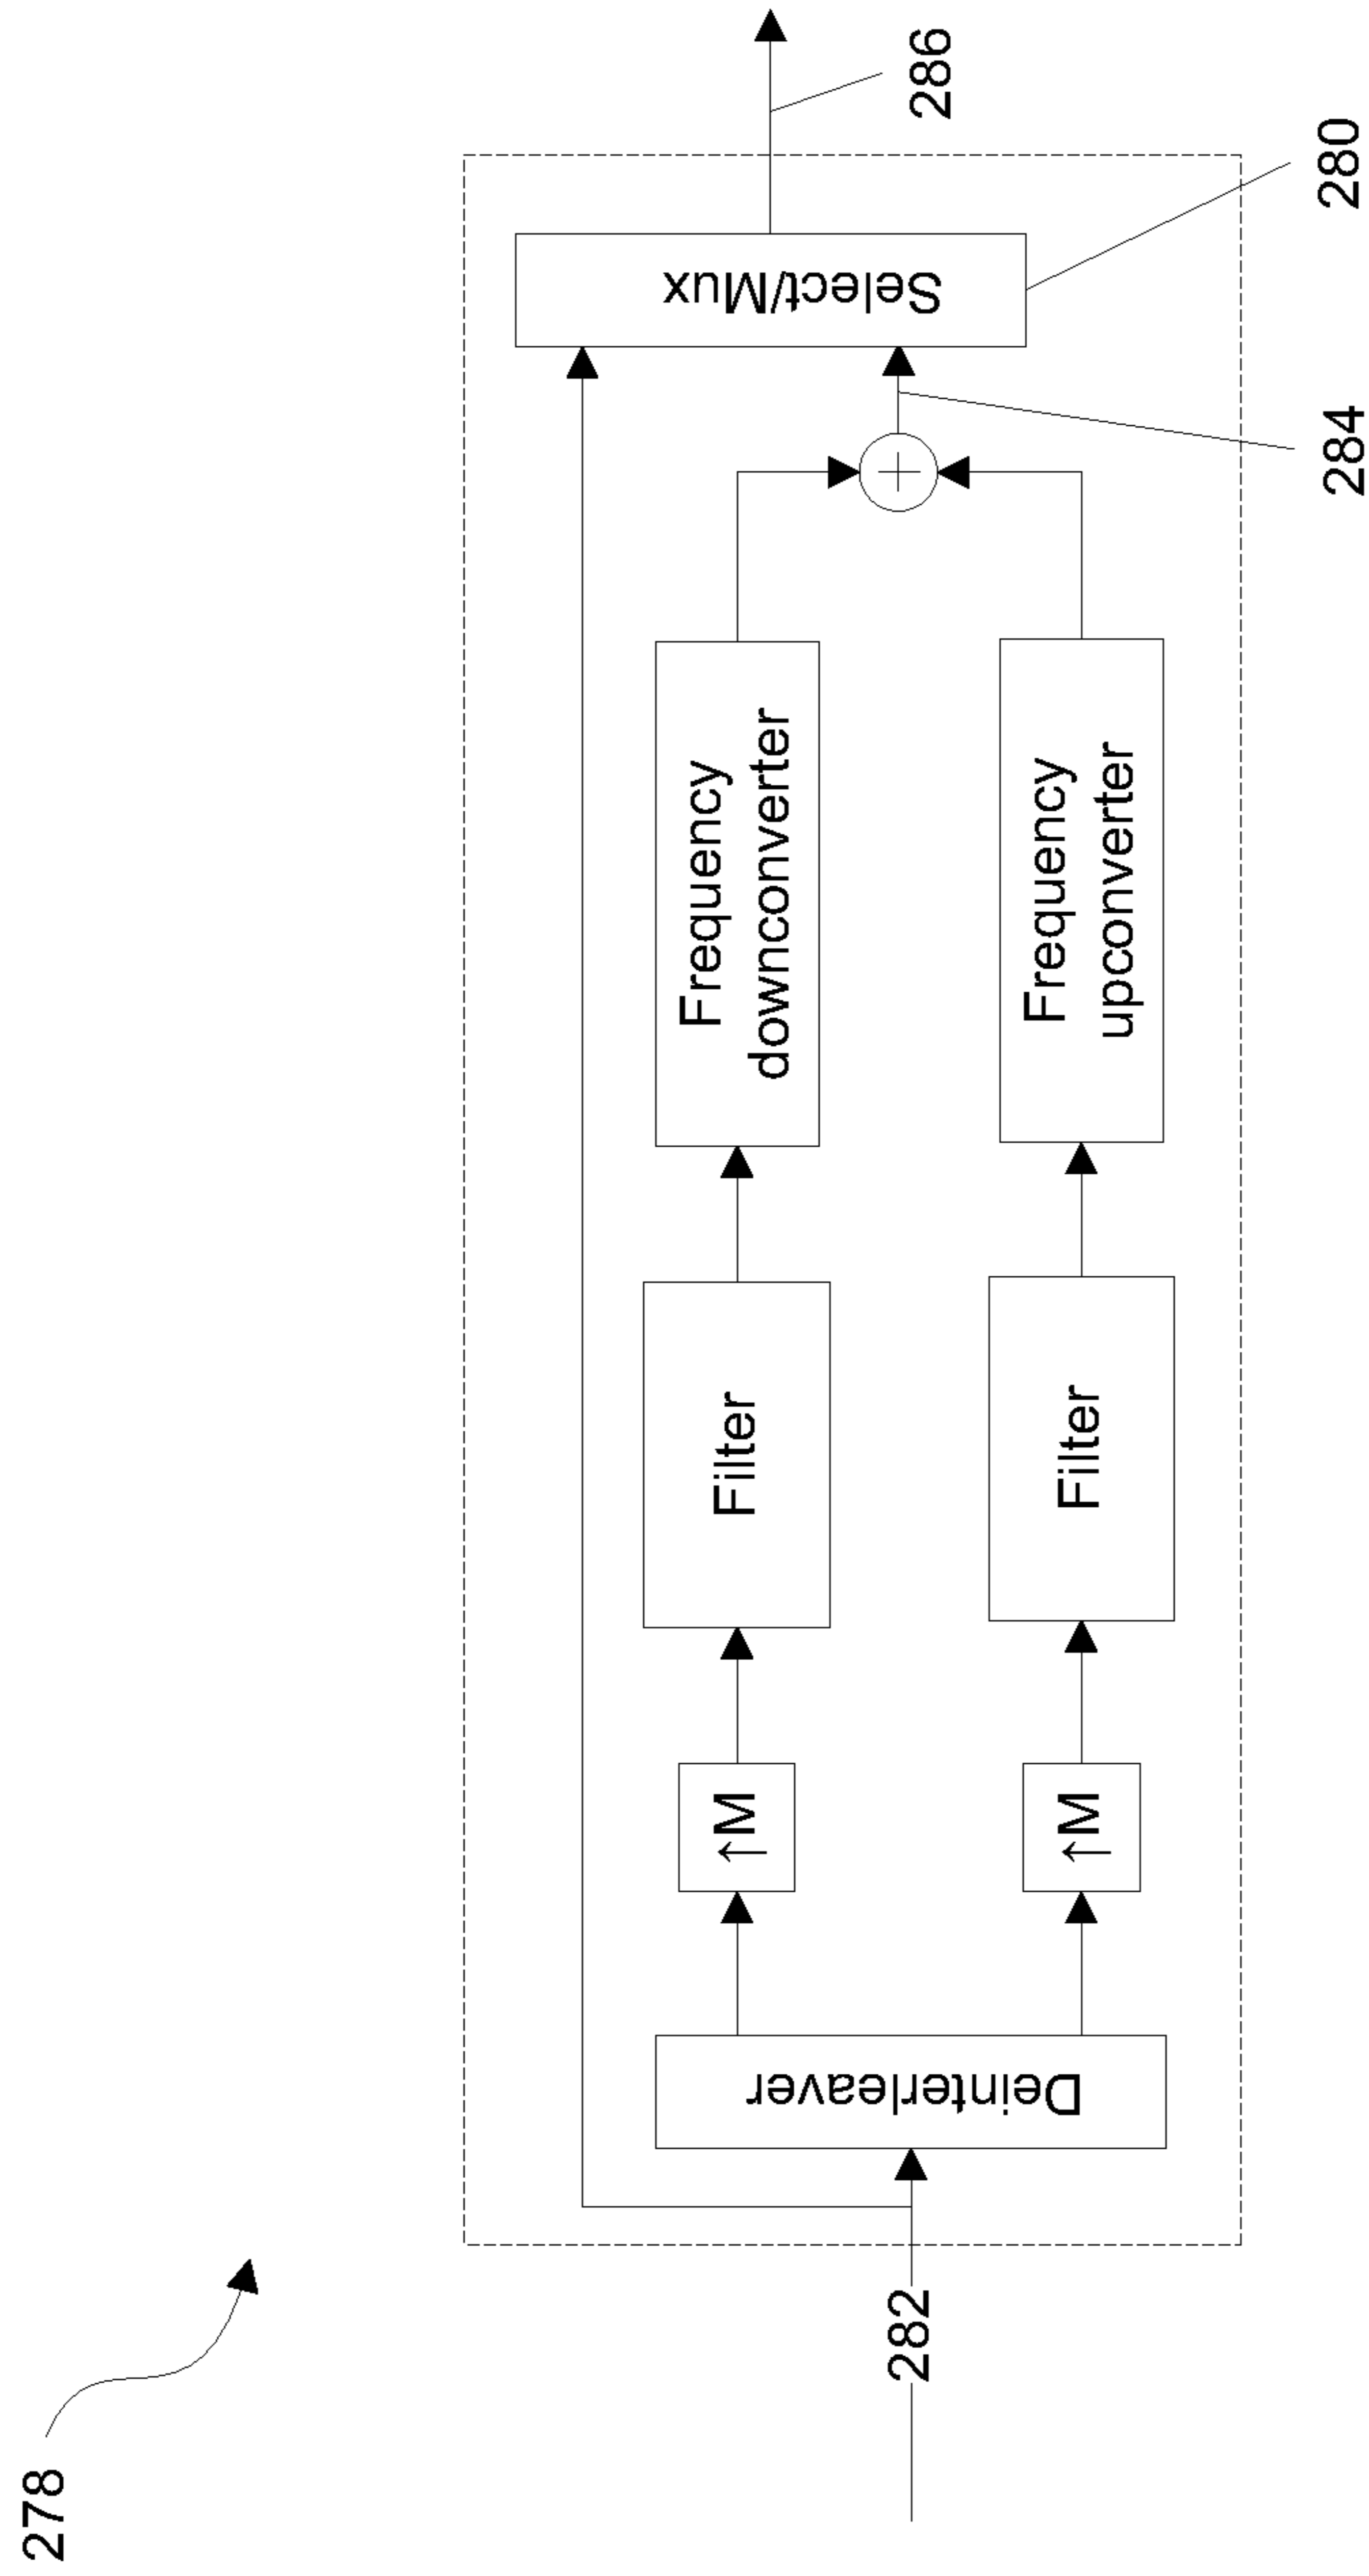 278
282
Deinterleaver
↑M
↑M
Filter
Filter
Frequency
downconverter
Frequency
upconverter
+
284
Select/Mux
280
286